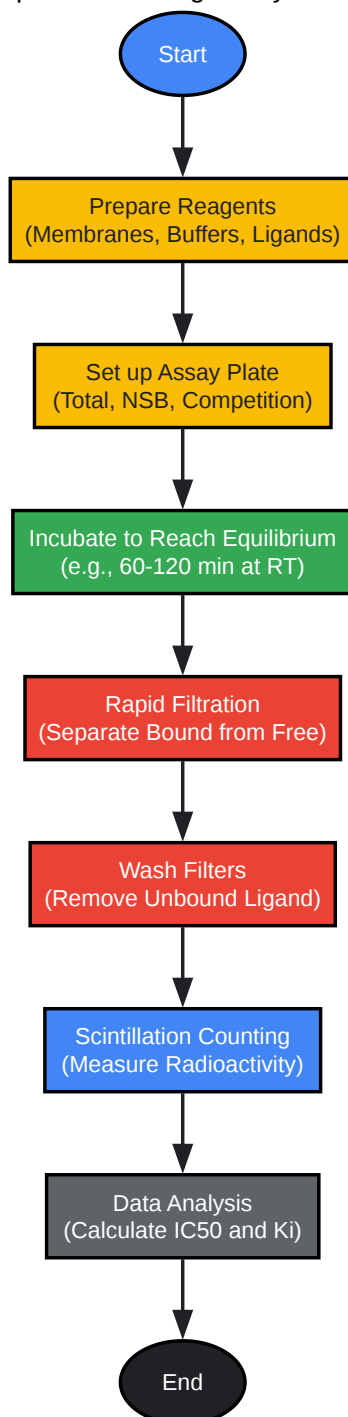 Start
Prepare Reagents
(Membranes, Buffers, Ligands)
Set up Assay Plate
(Total, NSB, Competition)
Incubate to Reach Equilibrium
(e.g., 60-120 min at RT)
Rapid Filtration
(Separate Bound from Free)
Wash Filters
(Remove Unbound Ligand)
Scintillation Counting
(Measure Radioactivity)
Data Analysis
(Calculate IC50 and Ki)
End